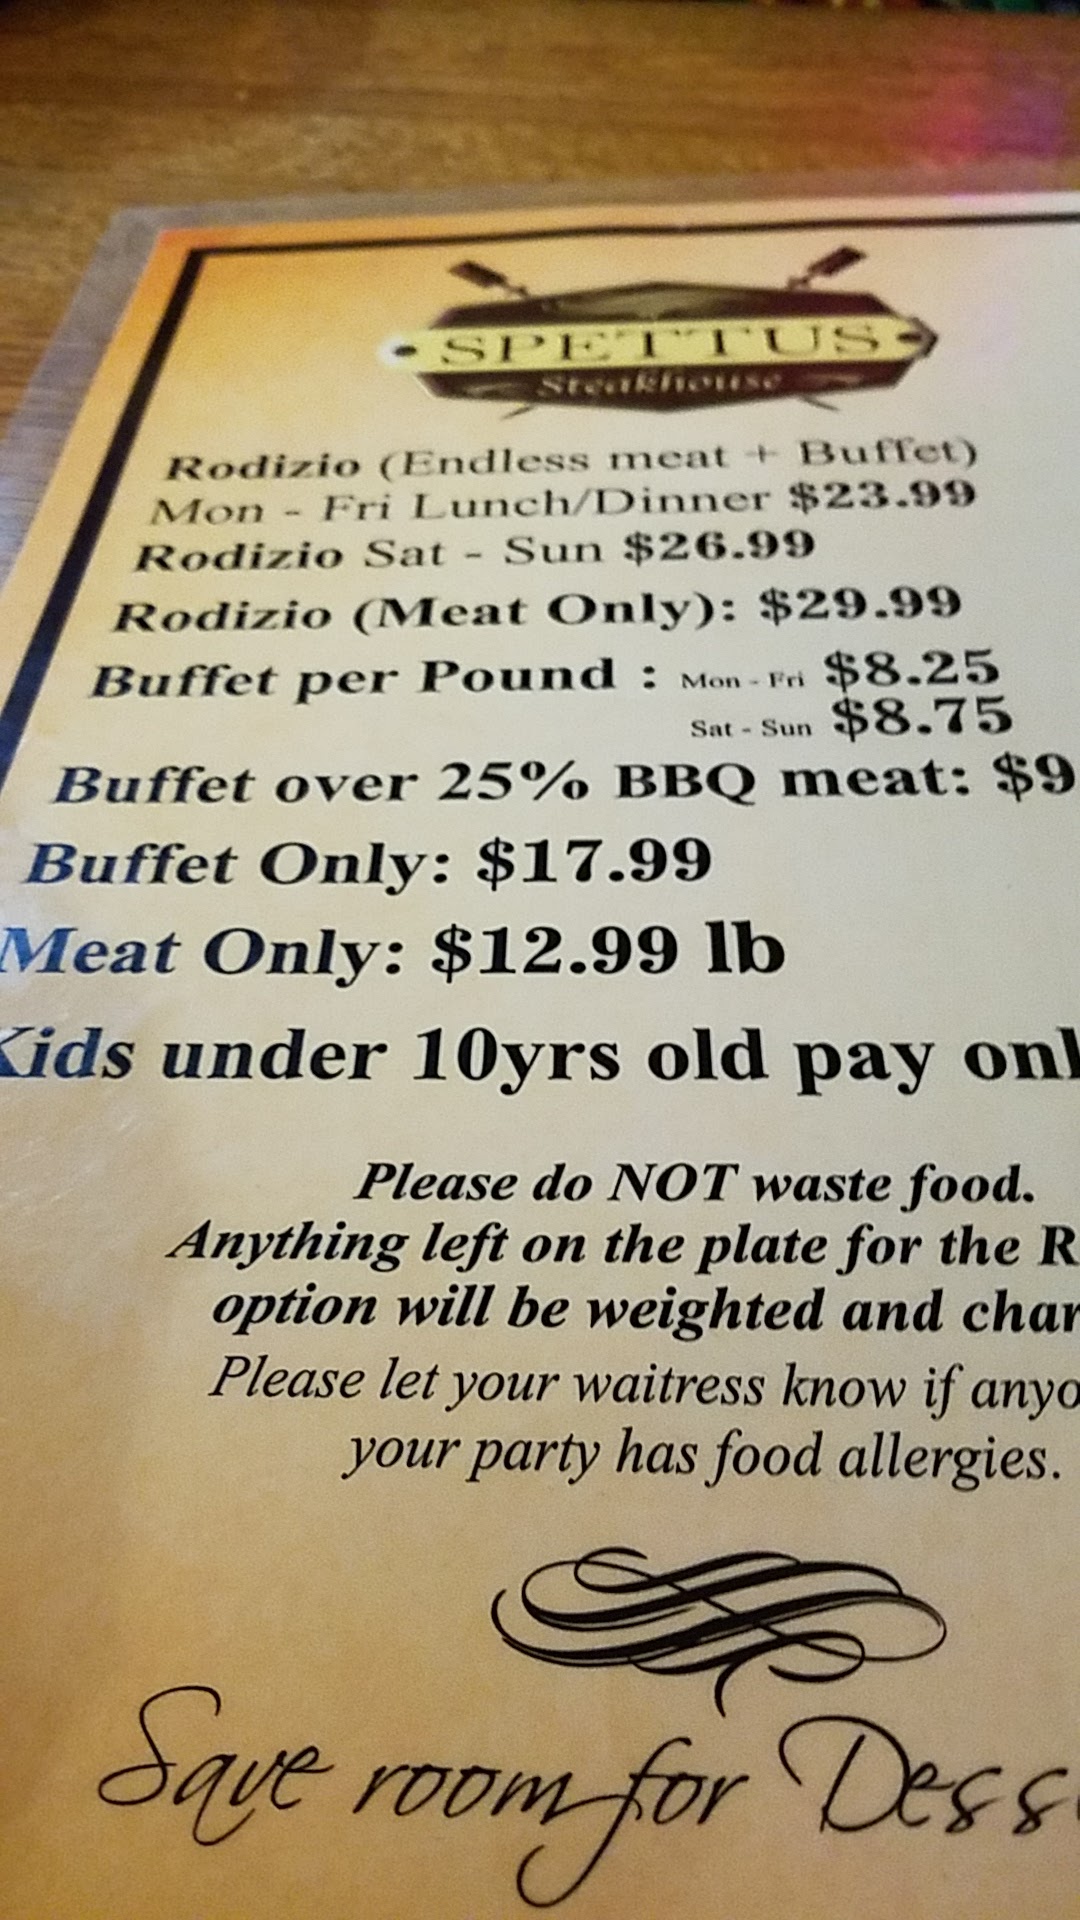 SPETTUS
Steakhouse
Rodizio (Endless meat + Buffet)
Mon - Fri Lunch/Dinner $23.99
Rodizio Sat - Sun $26.99
Rodizio (Meat Only): $29.99
Buffet per Pound : Mon - Fri $8.25
Sat - Sun $8.75
Buffet over 25% BBQ meat: $9
Buffet Only: $17.99
Meat Only: $12.99 lb
Kids under 10yrs old pay onl
Please do NOT waste food.
Anything left on the plate for the R
option will be weighted and char
Please let your waitress know if anyo
your party has food allergies.
Save room for Dess